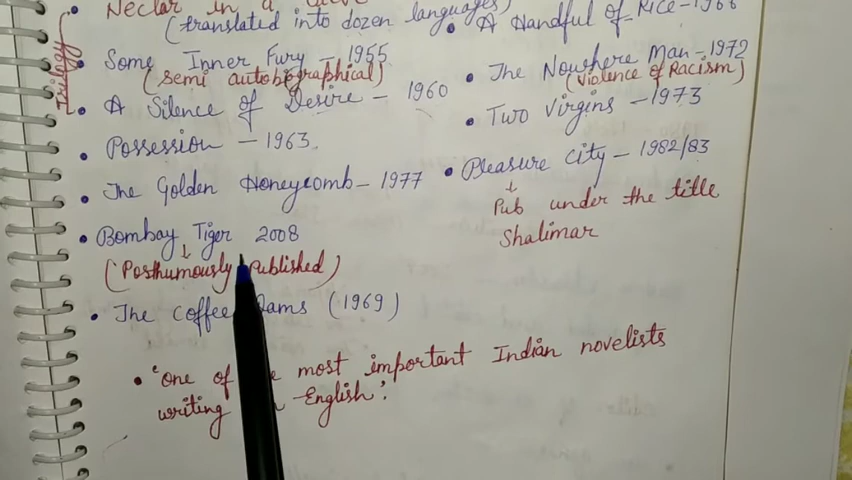 Nectar in a
(translated into dozen languages)
Trilogy
• Some Inner Fury – 1955
(Semi autobiographical)
• A Silence of Desire – 1960
• Possession – 1963.
• The Golden Honeycomb – 1977
• Bombay Tiger 2008
↓
(Posthumously Published)
• The Coffee Dams (1969)
• A Handful of Rice – 1966
• The Nowhere Man – 1972
(Violence of Racism)
• Two Virgins – 1973
• Pleasure City – 1982/83
↓
Pub under the title
Shalimar
• 'One of most important Indian novelists
writing English'.